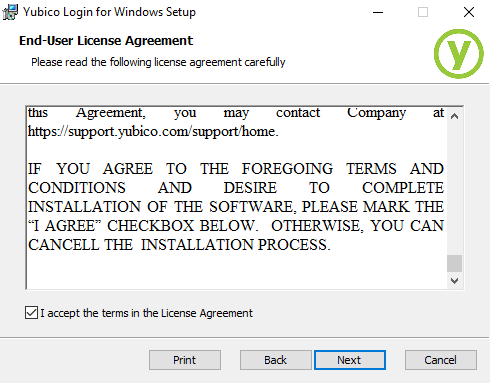 Yubico Login for Windows Setup
End-User License Agreement
Please read the following license agreement carefully
y
this Agreement, you may contact Company at
https://support.yubico.com/support/home.
IF YOU AGREE TO THE FOREGOING TERMS AND
CONDITIONS AND DESIRE TO COMPLETE
INSTALLATION OF THE SOFTWARE, PLEASE MARK THE
“I AGREE” CHECKBOX BELOW.  OTHERWISE, YOU CAN
CANCELL THE  INSTALLATION PROCESS.
I accept the terms in the License Agreement
Print Back Next Cancel